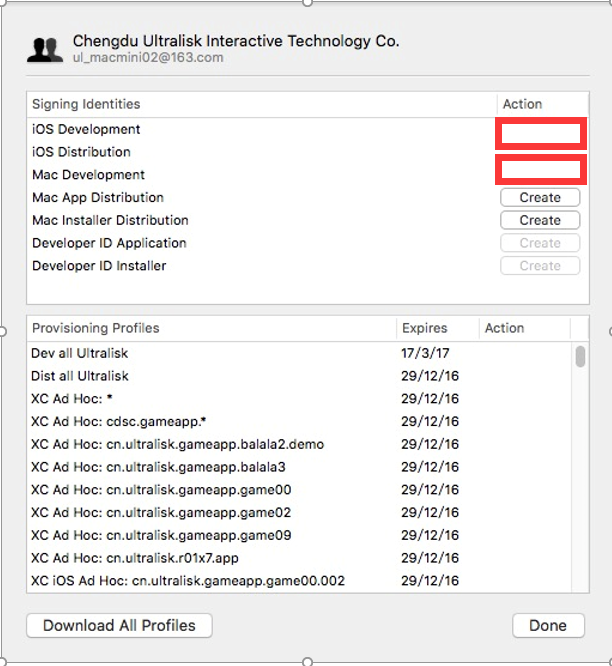 Chengdu Ultralisk Interactive Technology Co.
ul_macmini02@163.com
Signing Identities Action
iOS Development
iOS Distribution
Mac Development
Mac App Distribution Create
Mac Installer Distribution Create
Developer ID Application Create
Developer ID Installer Create
Provisioning Profiles Expires Action
Dev all Ultralisk 17/3/17
Dist all Ultralisk 29/12/16
XC Ad Hoc: * 29/12/16
XC Ad Hoc: cdsc.gameapp.* 29/12/16
XC Ad Hoc: cn.ultralisk.gameapp.balala2.demo 29/12/16
XC Ad Hoc: cn.ultralisk.gameapp.balala3 29/12/16
XC Ad Hoc: cn.ultralisk.gameapp.game00 29/12/16
XC Ad Hoc: cn.ultralisk.gameapp.game02 29/12/16
XC Ad Hoc: cn.ultralisk.gameapp.game09 29/12/16
XC Ad Hoc: cn.ultralisk.r01x7.app 29/12/16
XC iOS Ad Hoc: cn.ultralisk.gameapp.game00.002 29/12/16
Download All Profiles Done